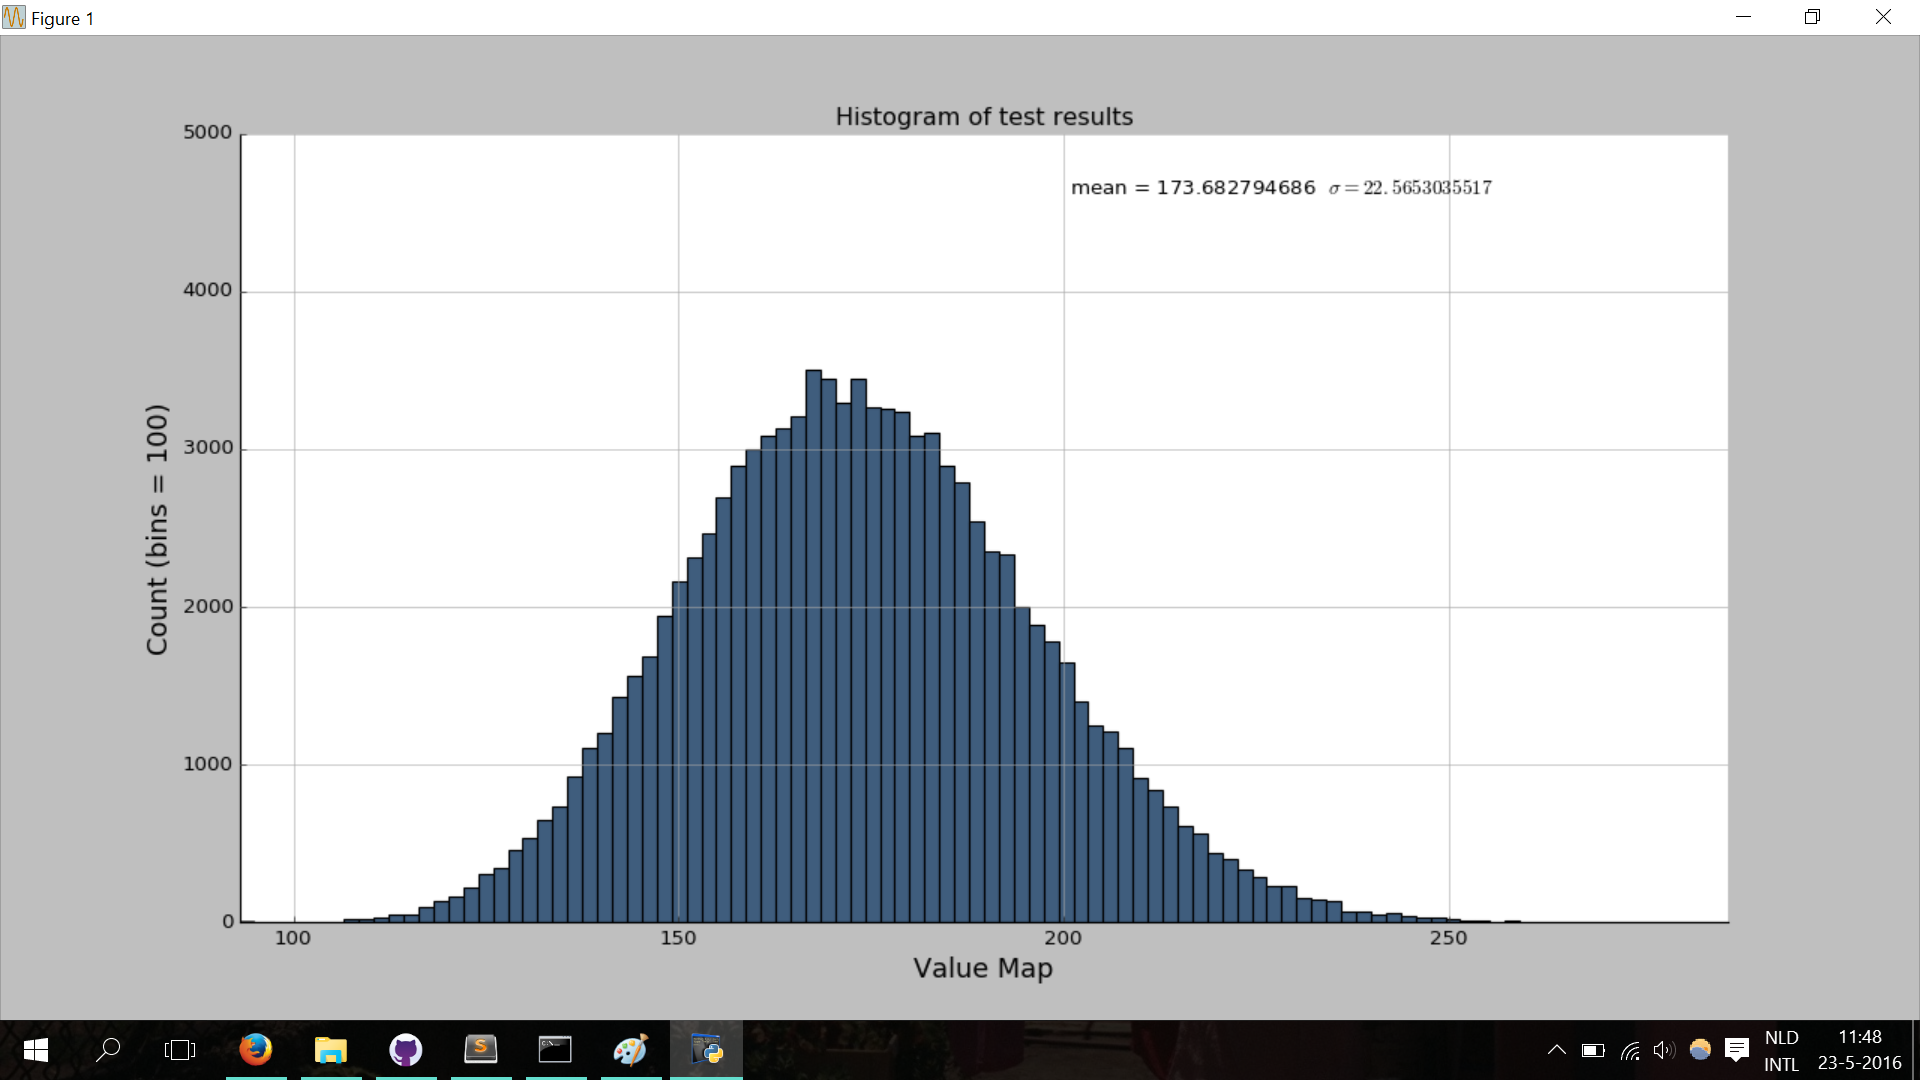 Figure 1
Histogram of test results
5000
mean = 173.682794686 σ = 22.5653035517
4000
3000
2000
1000
0
Count (bins = 100)
100 150 200 250
Value Map
NLD
INTL
11:48
23-5-2016